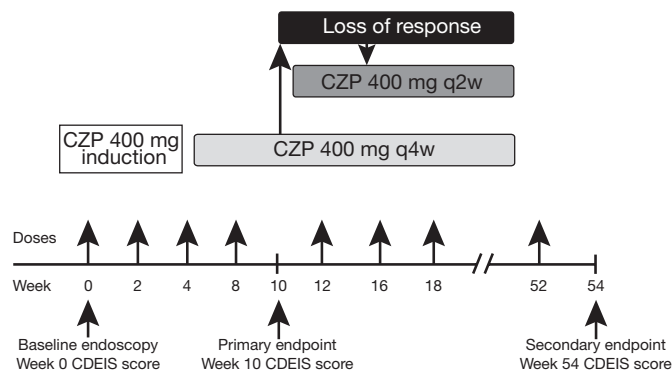 Loss of response
CZP 400 mg q2w
CZP 400 mg
induction
CZP 400 mg q4w
Doses
Week 0 2 4 8 10 12 16 18 52 54
Baseline endoscopy
Week 0 CDEIS score
Primary endpoint
Week 10 CDEIS score
Secondary endpoint
Week 54 CDEIS score